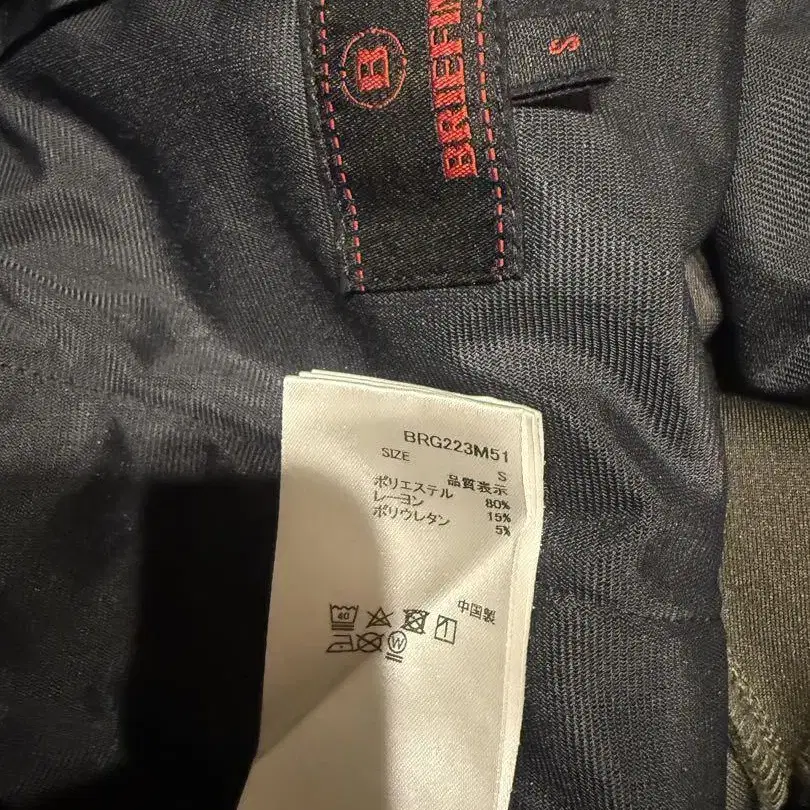 B
BRIEFIN
S
BRG223M51
SIZE
S
品質表示
ポリエステル 80%
レーヨン 15%
ポリウレタン 5%
中国製
40
W